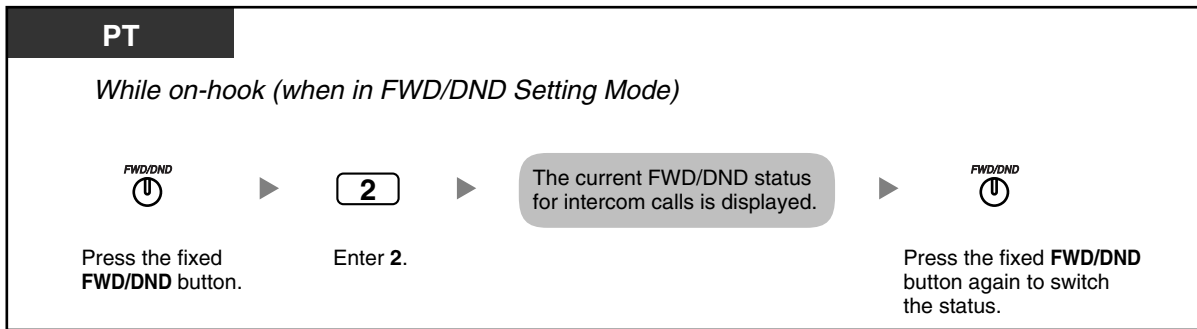 PT
While on-hook (when in FWD/DND Setting Mode)
FWD/DND
2
The current FWD/DND status
for intercom calls is displayed.
FWD/DND
Press the fixed
FWD/DND button.
Enter 2.
Press the fixed FWD/DND
button again to switch
the status.